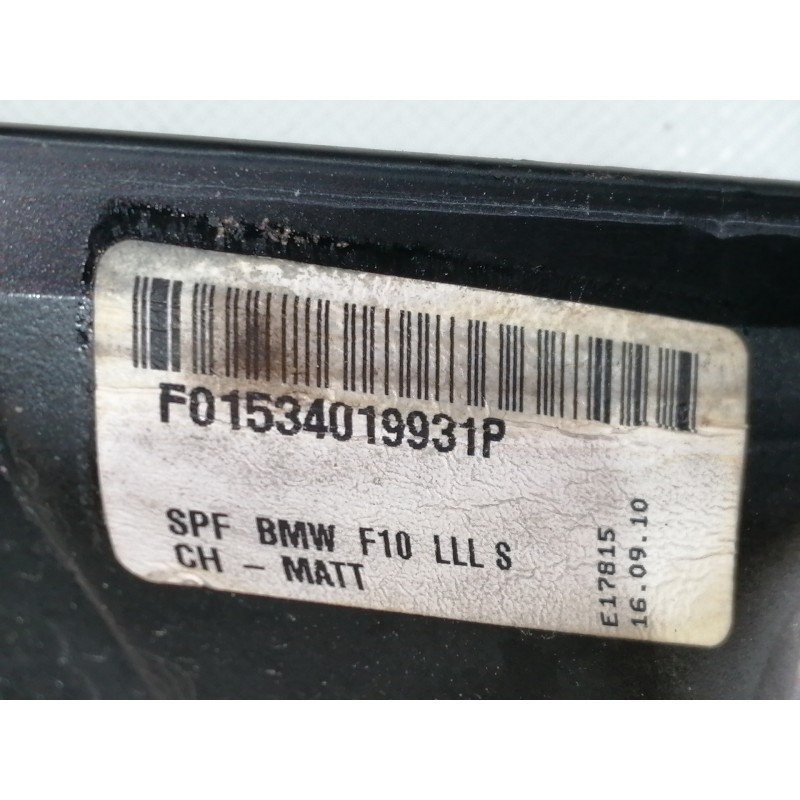 F01534019931P
SPF BMW F10 LLL S
CH - MATT
E17815
16.09.10